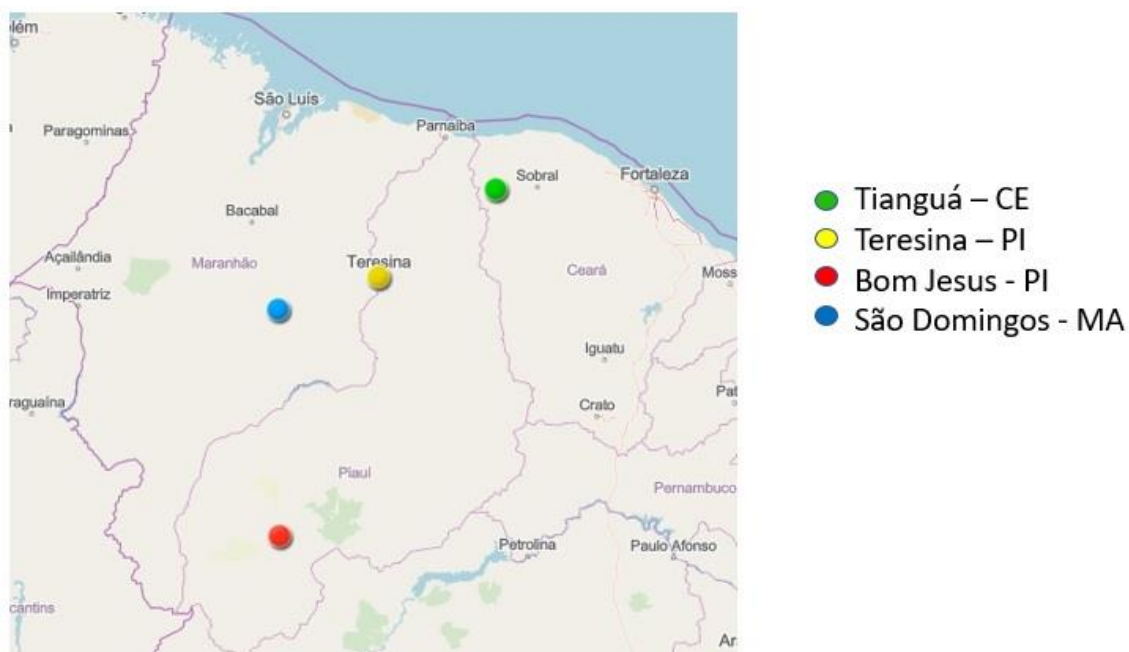 lém
São Luís
Parnaíba
Paragominas
Sobral
Fortaleza
Bacabal
Açailândia
Maranhão
Teresina
Ceará
Moss
Imperatriz
Iguatu
raguaína
Crato
Pat
Piauí
Pernambuco
Petrolina
Paulo Afonso
cantins
Ar
Tianguá – CE
Teresina – PI
Bom Jesus - PI
São Domingos - MA